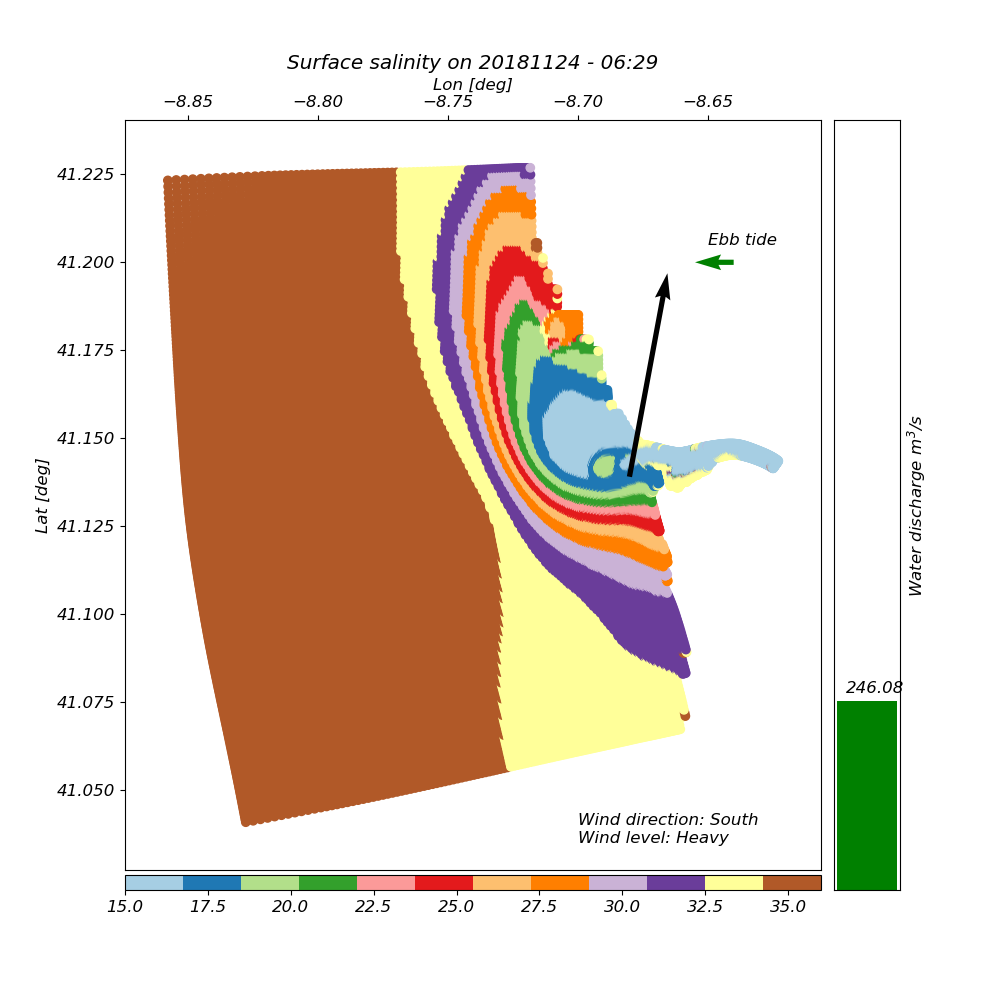 Surface salinity on 20181124 - 06:29
Lon [deg]
−8.85 −8.80 −8.75 −8.70 −8.65
41.225
41.200
41.175
41.150
41.125
41.100
41.075
41.050
Lat [deg]
Ebb tide
Wind direction: South
Wind level: Heavy
246.08
Water discharge m³/s
15.0 17.5 20.0 22.5 25.0 27.5 30.0 32.5 35.0